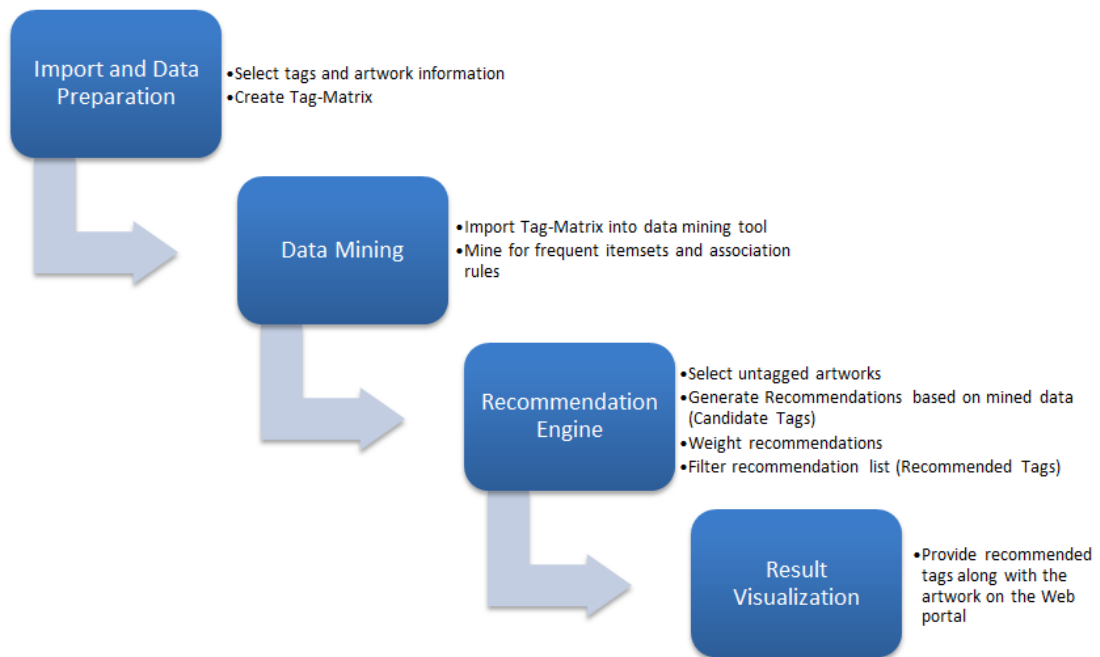 Import and Data
Preparation
•Select tags and artwork information
•Create Tag-Matrix
Data Mining
•Import Tag-Matrix into data mining tool
•Mine for frequent itemsets and association
rules
Recommendation
Engine
•Select untagged artworks
•Generate Recommendations based on mined data
(Candidate Tags)
•Weight recommendations
•Filter recommendation list (Recommended Tags)
Result
Visualization
•Provide recommended
tags along with the
artwork on the Web
portal